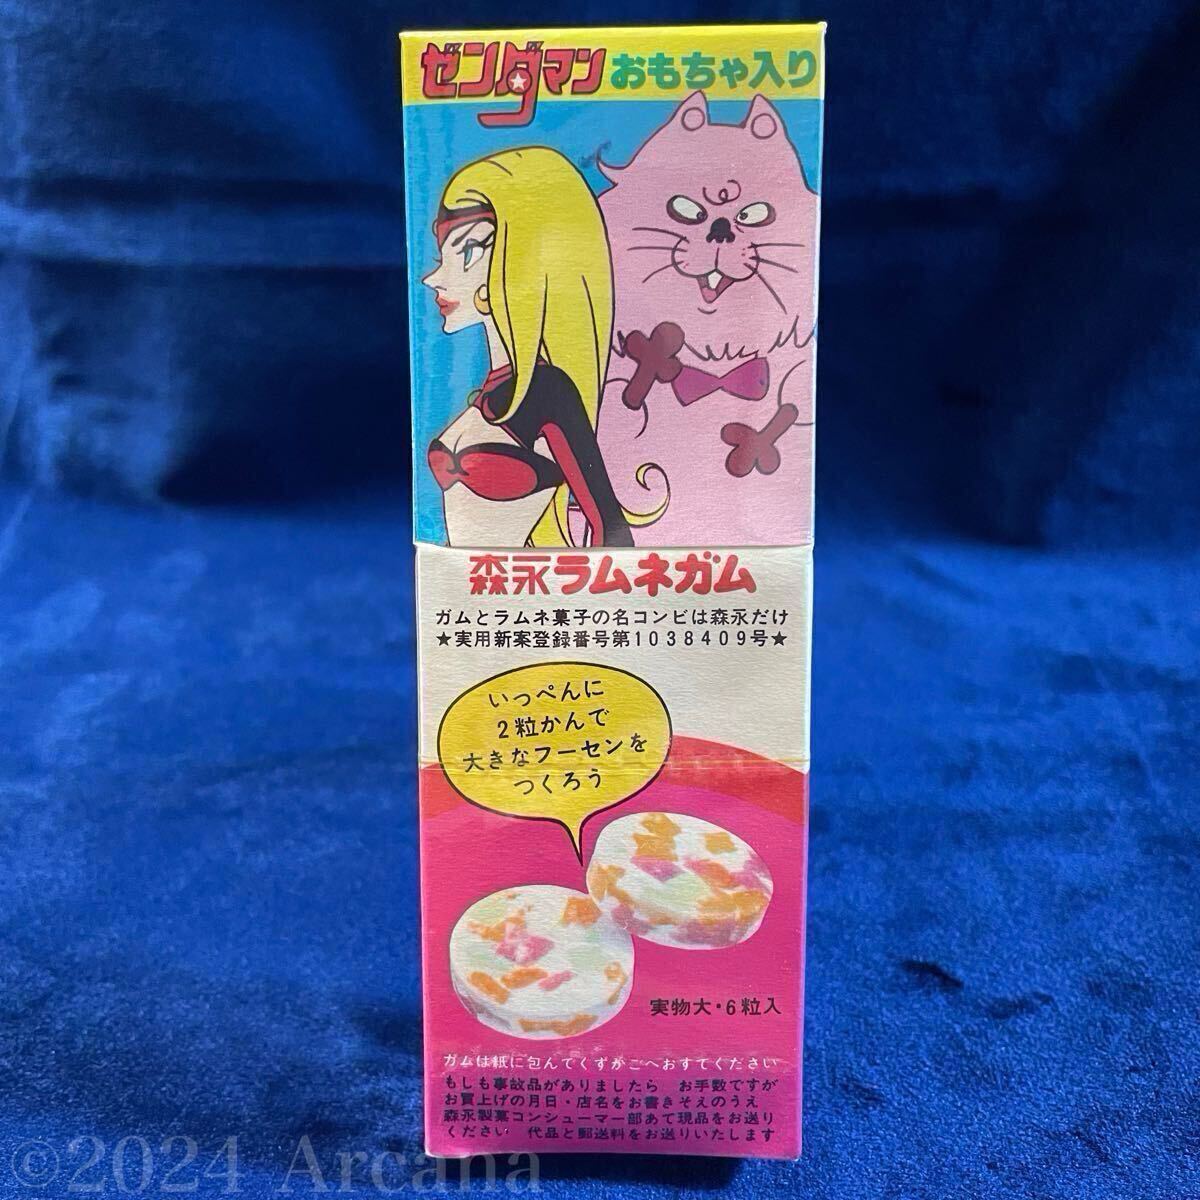 ゼンダマン おもちゃ入り
森永ラムネガム
ガムとラムネ菓子の名コンビは森永だけ
★実用新案登録番号第1038409号★
いっぺんに
2粒かんで
大きなフーセンを
つくろう
実物大・6粒入
ガムは紙に包んでくずかごへおすてください
もしも事故品がありましたら お手数ですが
お買上げの月日・店名をお書きそえのうえ
森永製菓コンシューマー部あて現品をお送り
ください 代品と郵送料をお送りいたします
©2024 Arcana